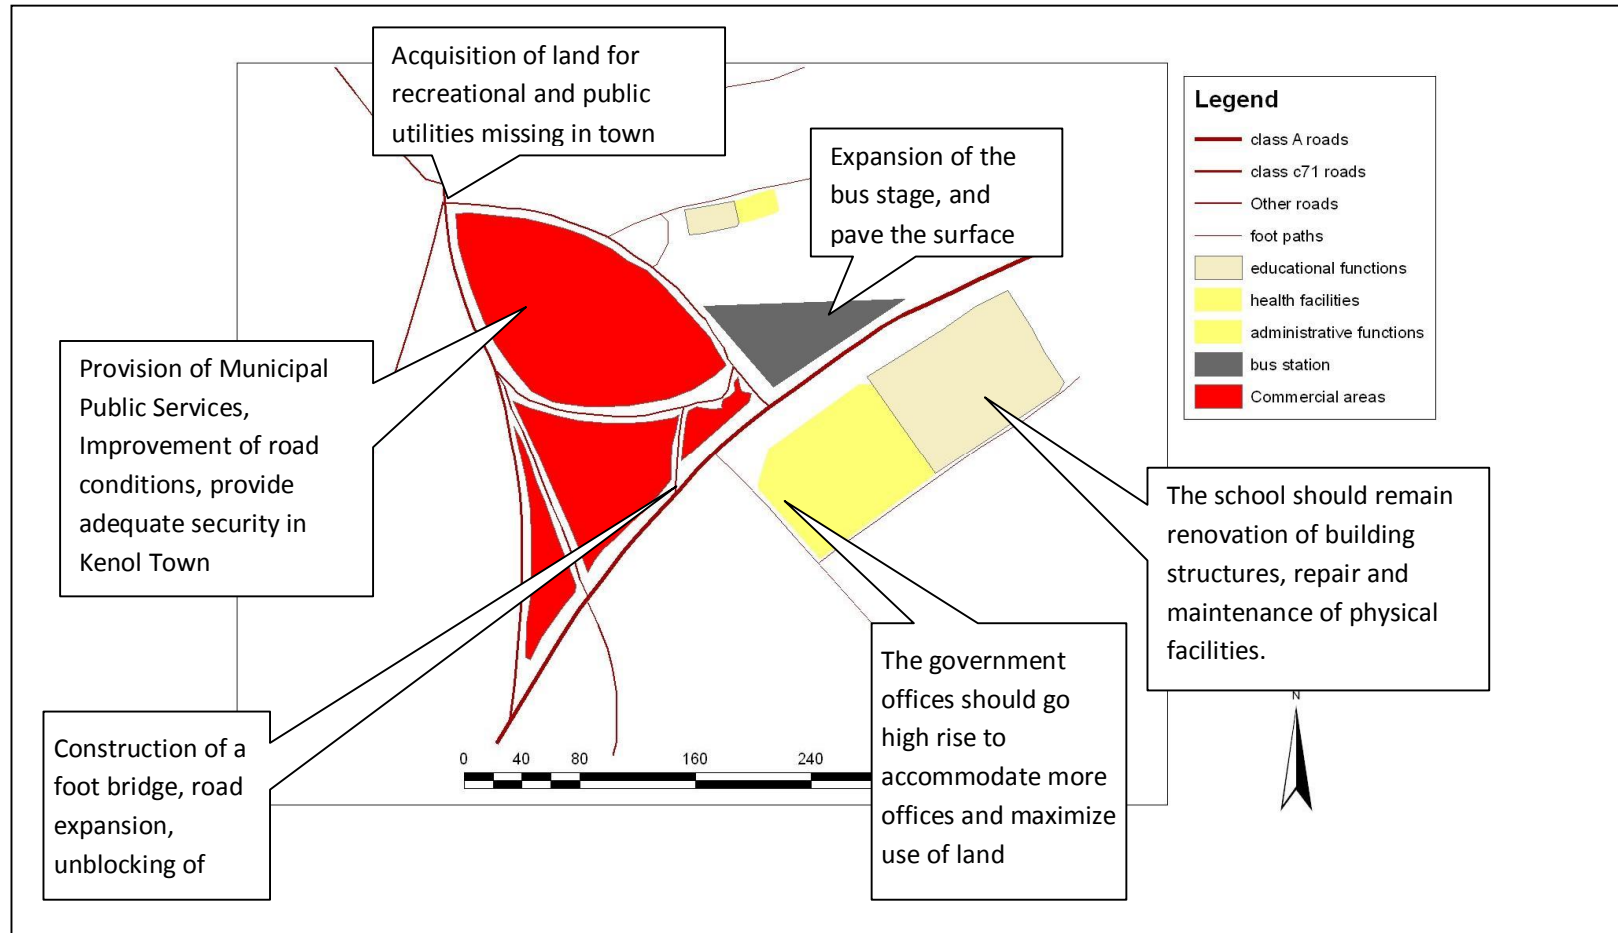 Acquisition of land for
recreational and public
utilities missing in town
Expansion of the
bus stage, and
pave the surface
Legend
class A roads
class c71 roads
Other roads
foot paths
educational functions
health facilities
administrative functions
bus station
Commercial areas
Provision of Municipal
Public Services,
Improvement of road
conditions, provide
adequate security in
Kenol Town
The school should remain
renovation of building
structures, repair and
maintenance of physical
facilities.
The government
offices should go
high rise to
accommodate more
offices and maximize
use of land
Construction of a
foot bridge, road
expansion,
unblocking of
0 40 80 160 240
N